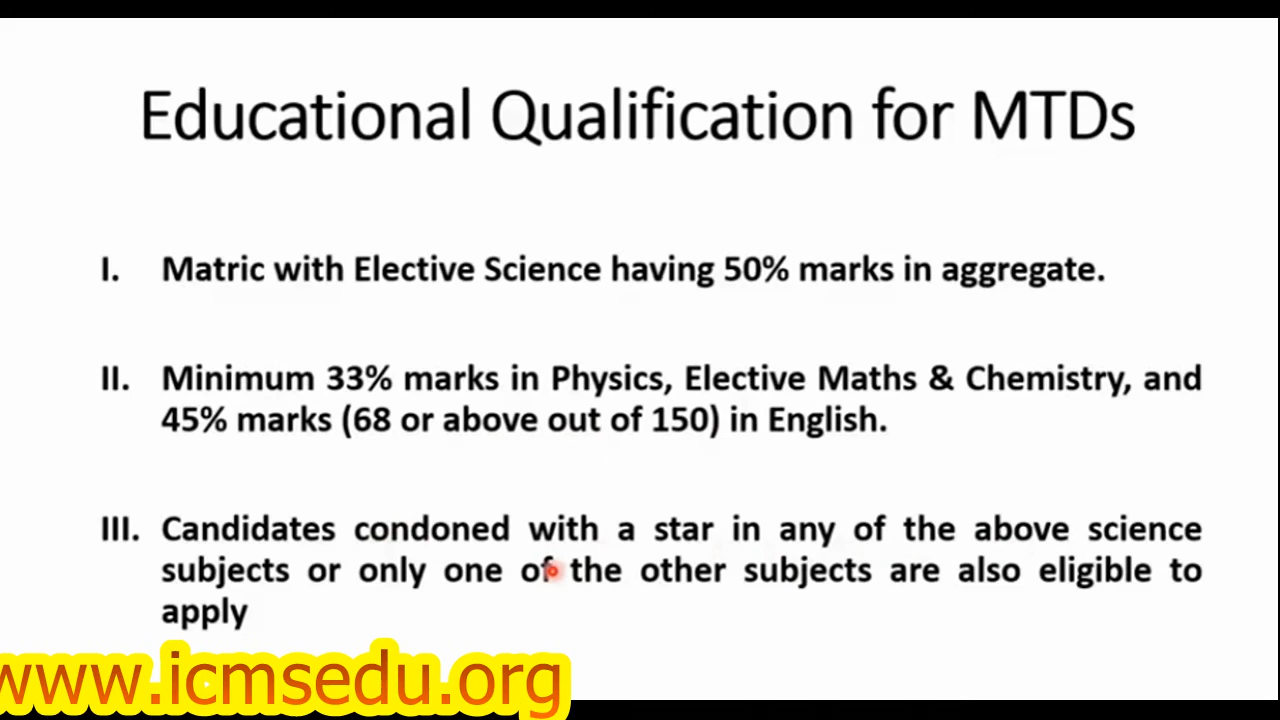 Educational Qualification for MTDs
I. Matric with Elective Science having 50% marks in aggregate.
II. Minimum 33% marks in Physics, Elective Maths & Chemistry, and
45% marks (68 or above out of 150) in English.
III. Candidates condoned with a star in any of the above science
subjects or only one of the other subjects are also eligible to
apply
www.icmsedu.org